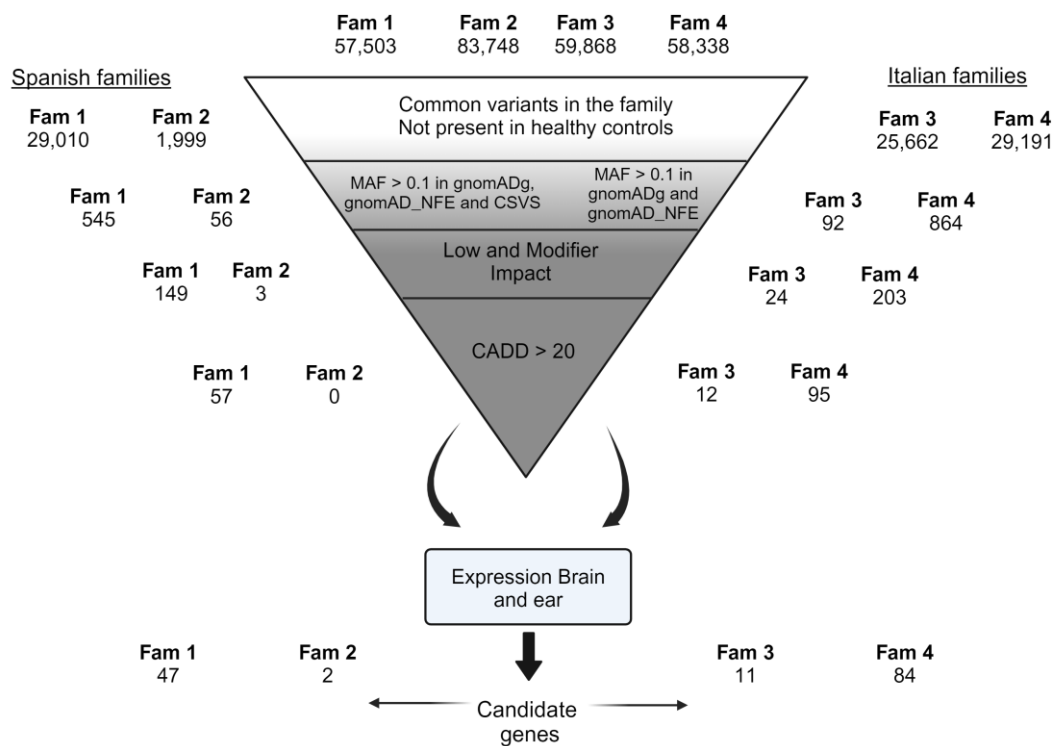 Fam 1 Fam 2 Fam 3 Fam 4
57,503 83,748 59,868 58,338
Spanish families
Italian families
Fam 1 Fam 2
29,010 1,999
Common variants in the family
Not present in healthy controls
Fam 3 Fam 4
25,662 29,191
Fam 1 Fam 2
545 56
MAF > 0.1 in gnomADg,
gnomAD_NFE and CSVS
MAF > 0.1 in
gnomADg and
gnomAD_NFE
Fam 3 Fam 4
92 864
Fam 1 Fam 2
149 3
Low and Modifier
Impact
Fam 3 Fam 4
24 203
Fam 1 Fam 2
57 0
CADD > 20
Fam 3 Fam 4
12 95
Expression Brain
and ear
Fam 1 Fam 2
47 2
Fam 3 Fam 4
11 84
Candidate
genes